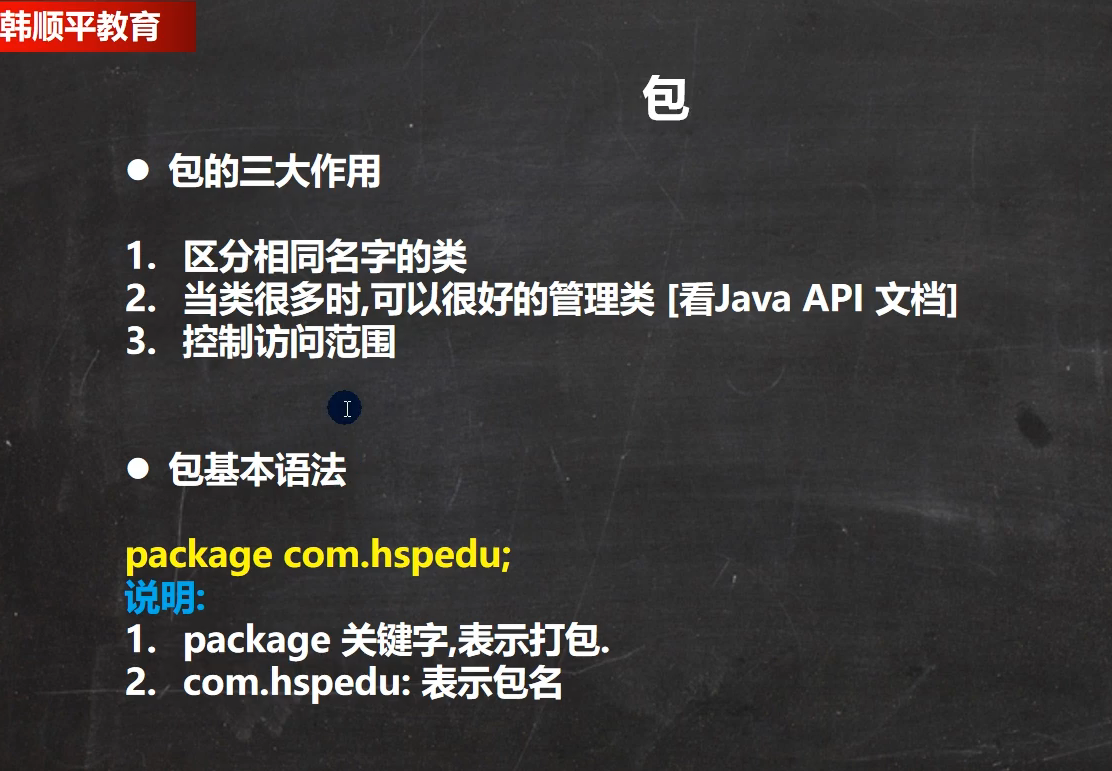 韩顺平教育
包
● 包的三大作用
1. 区分相同名字的类
2. 当类很多时,可以很好的管理类 [看Java API 文档]
3. 控制访问范围
● 包基本语法
package com.hspedu;
说明:
1. package 关键字,表示打包.
2. com.hspedu: 表示包名